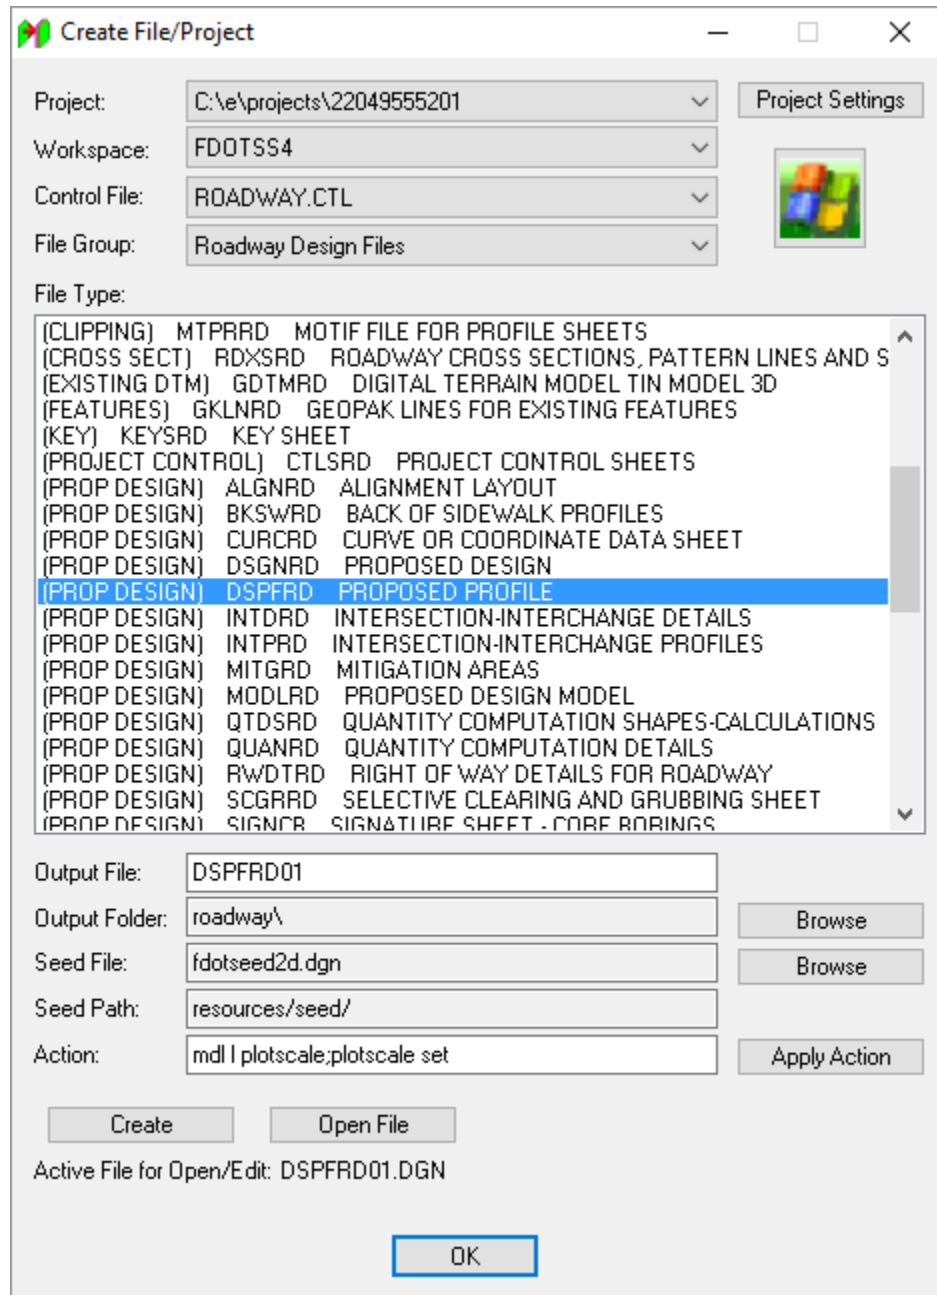 Create File/Project
Project: C:\e\projects\22049555201 Project Settings
Workspace: FDOTSS4
Control File: ROADWAY.CTL
File Group: Roadway Design Files
File Type:
(CLIPPING) MTPRRD MOTIF FILE FOR PROFILE SHEETS
(CROSS SECT) RDXSRD ROADWAY CROSS SECTIONS, PATTERN LINES AND S
(EXISTING DTM) GDTMRD DIGITAL TERRAIN MODEL TIN MODEL 3D
(FEATURES) GKLNRD GEOPAK LINES FOR EXISTING FEATURES
(KEY) KEYSRD KEY SHEET
(PROJECT CONTROL) CTLSRD PROJECT CONTROL SHEETS
(PROP DESIGN) ALGNRD ALIGNMENT LAYOUT
(PROP DESIGN) BKSWRD BACK OF SIDEWALK PROFILES
(PROP DESIGN) CURCRD CURVE OR COORDINATE DATA SHEET
(PROP DESIGN) DSGNRD PROPOSED DESIGN
(PROP DESIGN) DSPFRD PROPOSED PROFILE
(PROP DESIGN) INTDRD INTERSECTION-INTERCHANGE DETAILS
(PROP DESIGN) INTPRD INTERSECTION-INTERCHANGE PROFILES
(PROP DESIGN) MITGRD MITIGATION AREAS
(PROP DESIGN) MODLRD PROPOSED DESIGN MODEL
(PROP DESIGN) QTDSRD QUANTITY COMPUTATION SHAPES-CALCULATIONS
(PROP DESIGN) QUANRD QUANTITY COMPUTATION DETAILS
(PROP DESIGN) RWDTRD RIGHT OF WAY DETAILS FOR ROADWAY
(PROP DESIGN) SCGRRD SELECTIVE CLEARING AND GRUBBING SHEET
(PROP DESIGN) SIGNCB SIGNATURE SHEET - CORE BORINGS
Output File: DSPFRD01
Output Folder: roadway\ Browse
Seed File: fdotseed2d.dgn Browse
Seed Path: resources/seed/
Action: mdl l plotscale;plotscale set Apply Action
Create Open File
Active File for Open/Edit: DSPFRD01.DGN
OK